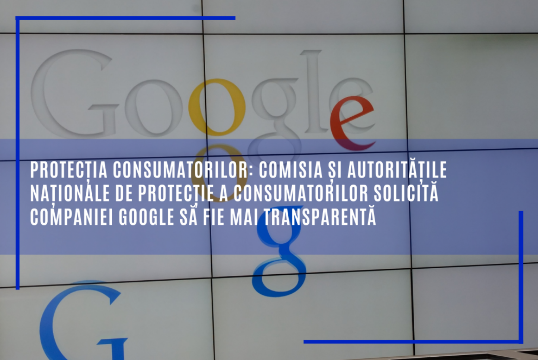 Google
PROTECȚIA CONSUMATORILOR: COMISIA ȘI AUTORITĂȚILE
NAȚIONALE DE PROTECȚIE A CONSUMATORILOR SOLICITĂ
COMPANIEI GOOGLE SĂ FIE MAI TRANSPARENTĂ
o
g
G